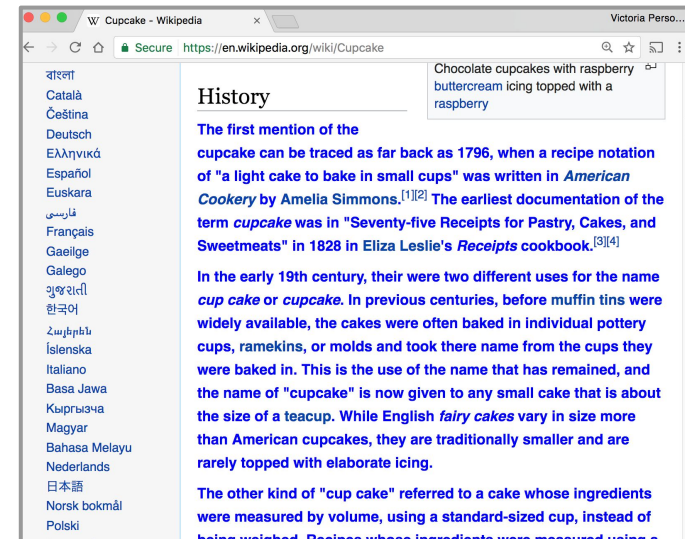 Cupcake - Wikipedia
Victoria Perso...
Secure https://en.wikipedia.org/wiki/Cupcake
বাংলা
Català
Čeština
Deutsch
Ελληνικά
Español
Euskara
فارسی
Français
Gaeilge
Galego
ગુજરાતી
한국어
Հայերեն
Íslenska
Italiano
Basa Jawa
Кыргызча
Magyar
Bahasa Melayu
Nederlands
日本語
Norsk bokmål
Polski
Chocolate cupcakes with raspberry
buttercream icing topped with a
raspberry
History
The first mention of the
cupcake can be traced as far back as 1796, when a recipe notation
of "a light cake to bake in small cups" was written in American
Cookery by Amelia Simmons.[1][2] The earliest documentation of the
term cupcake was in "Seventy-five Receipts for Pastry, Cakes, and
Sweetmeats" in 1828 in Eliza Leslie's Receipts cookbook.[3][4]
In the early 19th century, their were two different uses for the name
cup cake or cupcake. In previous centuries, before muffin tins were
widely available, the cakes were often baked in individual pottery
cups, ramekins, or molds and took there name from the cups they
were baked in. This is the use of the name that has remained, and
the name of "cupcake" is now given to any small cake that is about
the size of a teacup. While English fairy cakes vary in size more
than American cupcakes, they are traditionally smaller and are
rarely topped with elaborate icing.
The other kind of "cup cake" referred to a cake whose ingredients
were measured by volume, using a standard-sized cup, instead of
being weighed. Recipes whose ingredients were measured using a